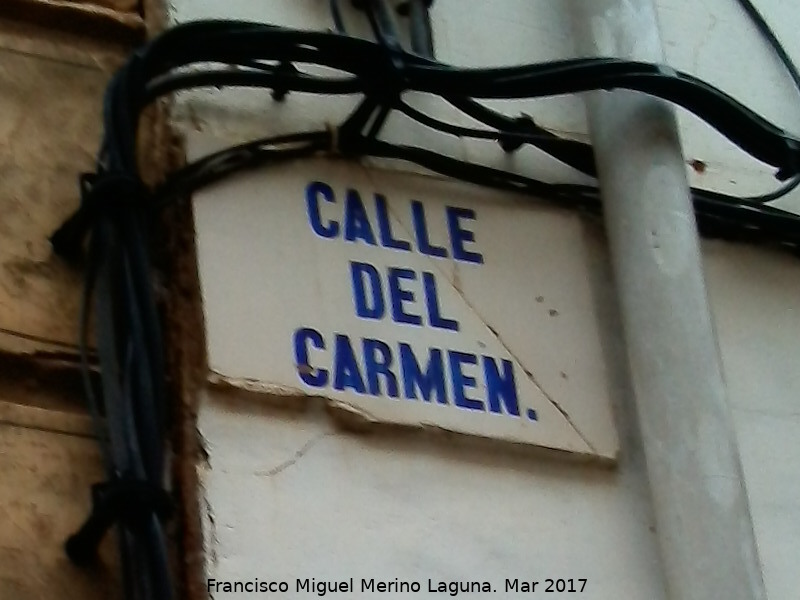 CALLE
DEL
CARMEN.
Francisco Miguel Merino Laguna. Mar 2017